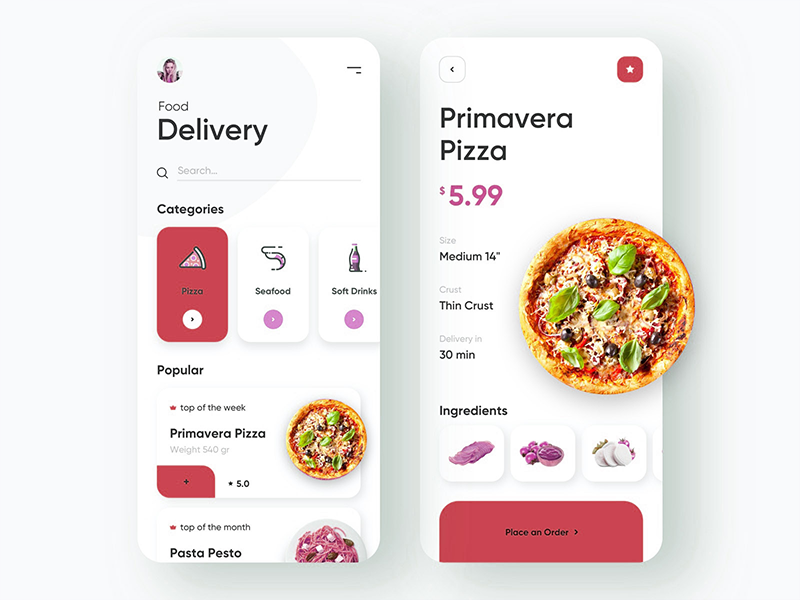 Food
Delivery
Search...
Categories
Pizza
Seafood
Soft Drinks
Popular
top of the week
Primavera Pizza
Weight 540 gr
+
★ 5.0
top of the month
Pasta Pesto
Primavera
Pizza
$ 5.99
Size
Medium 14"
Crust
Thin Crust
Delivery in
30 min
Ingredients
Place an Order >